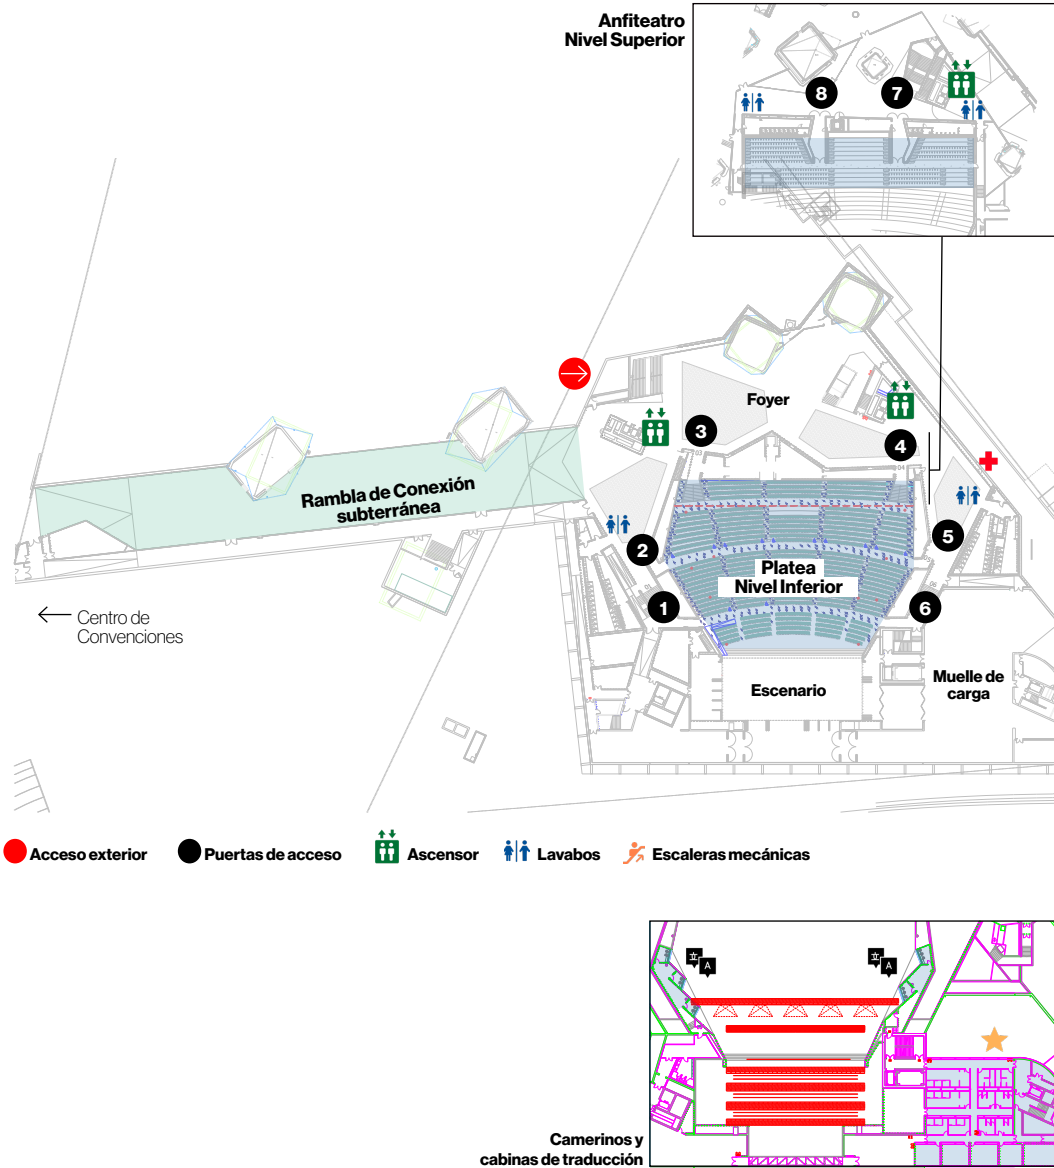 Anfiteatro
Nivel Superior
8
7
Foyer
3
4
03
04
Rambla de Conexión
subterránea
2
5
Platea
Nivel Inferior
1
6
Centro de
Convenciones
Escenario
Muelle de
carga
Acceso exterior
Puertas de acceso
Ascensor
Lavabos
Escaleras mecánicas
A
A
Camerinos y
cabinas de traducción